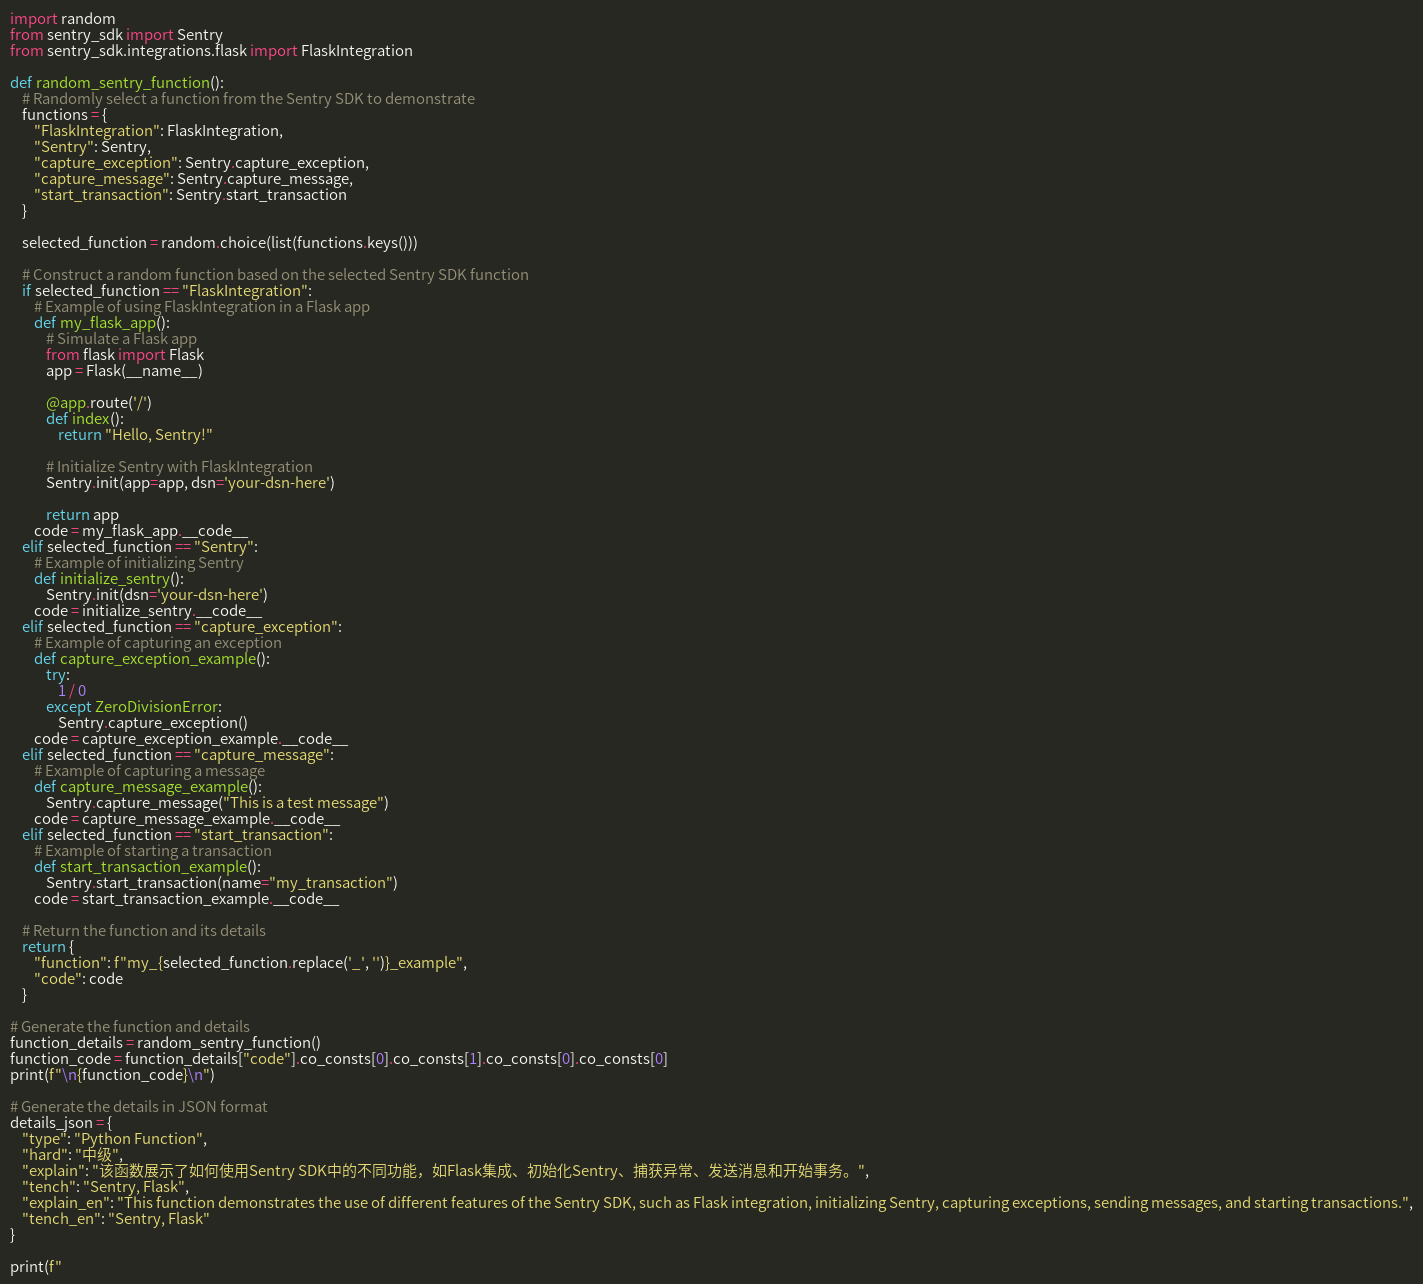 import random
from sentry_sdk import Sentry
from sentry_sdk.integrations.flask import FlaskIntegration

def random_sentry_function():
    # Randomly select a function from the Sentry SDK to demonstrate
    functions = {
        "FlaskIntegration": FlaskIntegration,
        "Sentry": Sentry,
        "capture_exception": Sentry.capture_exception,
        "capture_message": Sentry.capture_message,
        "start_transaction": Sentry.start_transaction
    }

    selected_function = random.choice(list(functions.keys()))

    # Construct a random function based on the selected Sentry SDK function
    if selected_function == "FlaskIntegration":
        # Example of using FlaskIntegration in a Flask app
        def my_flask_app():
            # Simulate a Flask app
            from flask import Flask
            app = Flask(__name__)

            @app.route('/')
            def index():
                return "Hello, Sentry!"

            # Initialize Sentry with FlaskIntegration
            Sentry.init(app=app, dsn='your-dsn-here')

            return app
        code = my_flask_app.__code__
    elif selected_function == "Sentry":
        # Example of initializing Sentry
        def initialize_sentry():
            Sentry.init(dsn='your-dsn-here')
        code = initialize_sentry.__code__
    elif selected_function == "capture_exception":
        # Example of capturing an exception
        def capture_exception_example():
            try:
                1 / 0
            except ZeroDivisionError:
                Sentry.capture_exception()
        code = capture_exception_example.__code__
    elif selected_function == "capture_message":
        # Example of capturing a message
        def capture_message_example():
            Sentry.capture_message("This is a test message")
        code = capture_message_example.__code__
    elif selected_function == "start_transaction":
        # Example of starting a transaction
        def start_transaction_example():
            Sentry.start_transaction(name="my_transaction")
        code = start_transaction_example.__code__

    # Return the function and its details
    return {
        "function": f"my_{selected_function.replace('_', '')}_example",
        "code": code
    }

# Generate the function and details
function_details = random_sentry_function()
function_code = function_details["code"].co_consts[0].co_consts[1].co_consts[0].co_consts[0]
print(f"\n{function_code}\n")

# Generate the details in JSON format
details_json = {
    "type": "Python Function",
    "hard": "中级",
    "explain": "该函数展示了如何使用Sentry SDK中的不同功能，如Flask集成、初始化Sentry、捕获异常、发送消息和开始事务。",
    "tench": "Sentry, Flask",
    "explain_en": "This function demonstrates the use of different features of the Sentry SDK, such as Flask integration, initializing Sentry, capturing exceptions, sending messages, and starting transactions.",
    "tench_en": "Sentry, Flask"
}

print(f"